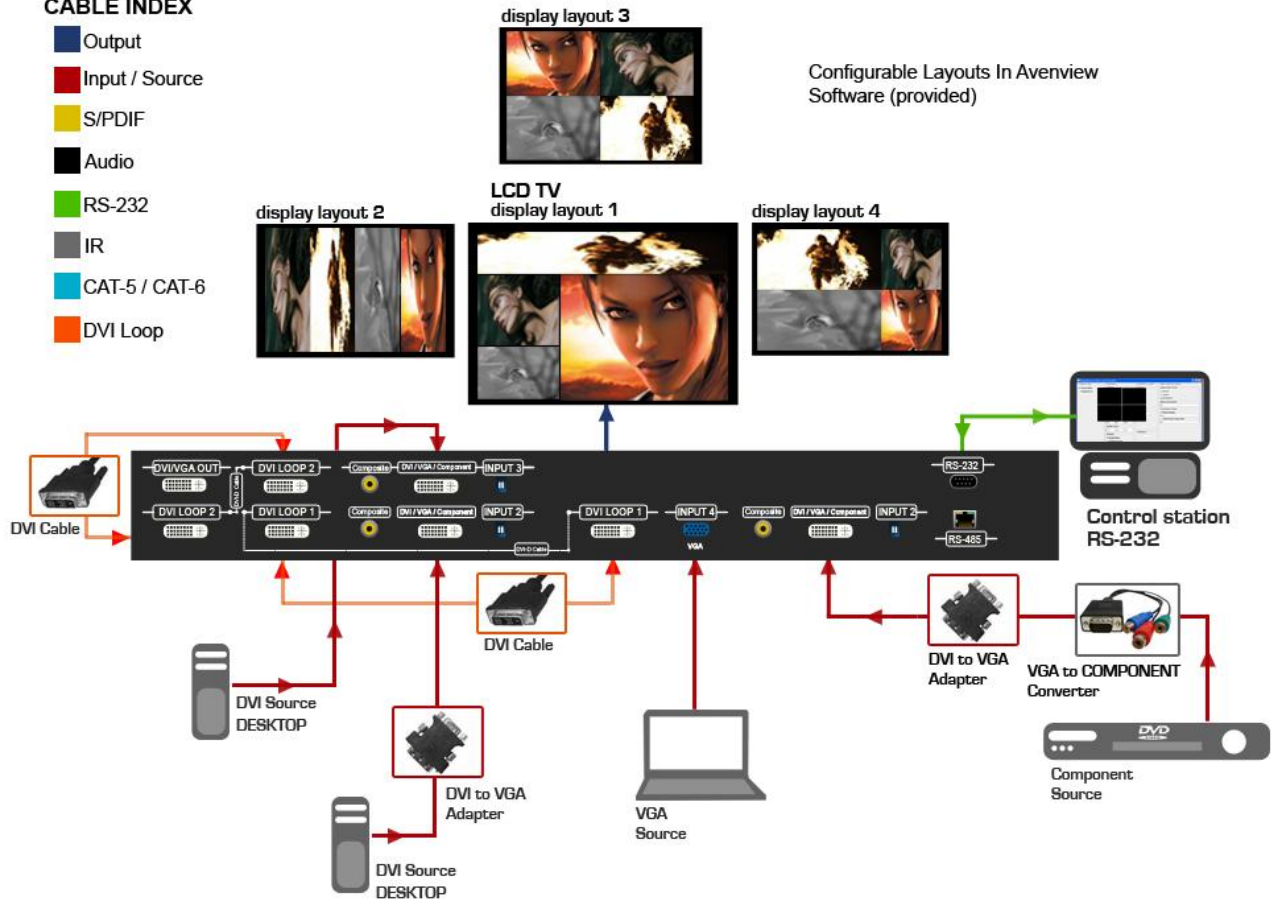 CABLE INDEX
Output
Input / Source
S/PDIF
Audio
RS-232
IR
CAT-5 / CAT-6
DVI Loop
display layout 3
Configurable Layouts In Avenview
Software (provided)
display layout 2
LCD TV
display layout 1
display layout 4
DVI/VGA OUT
DVI LOOP 2
Composite
DVI / VGA / Component
INPUT 3
RS-232
DVI-D Cable
DVI LOOP 2
DVI LOOP 1
Composite
DVI / VGA / Component
INPUT 2
DVI LOOP 1
INPUT 4
VGA
Composite
DVI / VGA / Component
INPUT 2
RS-485
DVI-D Cable
DVI Cable
Control station
RS-232
DVI Cable
DVI Source
DESKTOP
DVI to VGA
Adapter
DVI Source
DESKTOP
VGA
Source
DVI to VGA
Adapter
VGA to COMPONENT
Converter
DVD
Component
Source